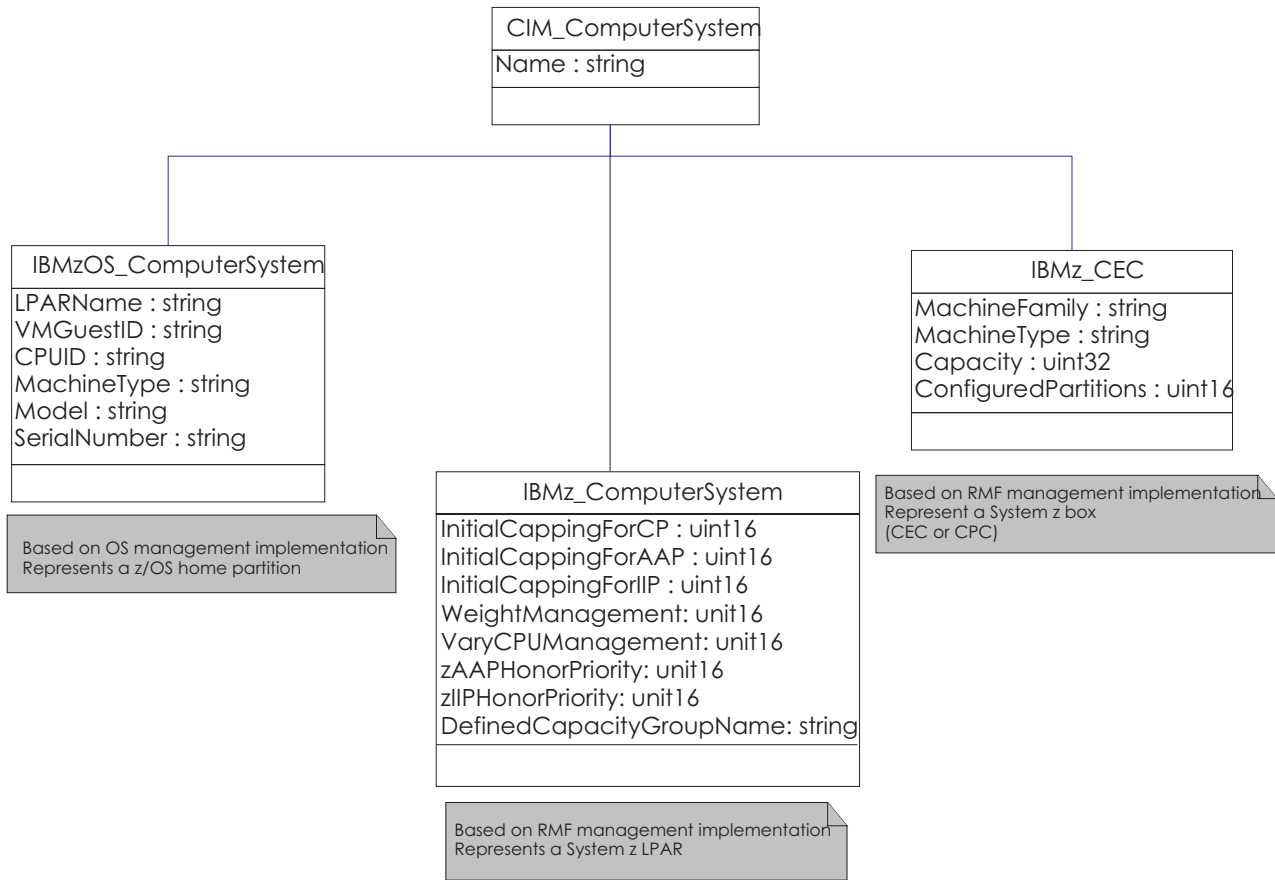 CIM_ComputerSystem
Name : string
IBMzOS_ComputerSystem
LPARName : string
VMGuestID : string
CPUID : string
MachineType : string
Model : string
SerialNumber : string
Based on OS management implementation
Represents a z/OS home partition
IBMz_ComputerSystem
InitialCappingForCP : uint16
InitialCappingForAAP : uint16
InitialCappingForIIP : uint16
WeightManagement: unit16
VaryCPUManagement: unit16
zAAPHonorPriority: unit16
zIIPHonorPriority: unit16
DefinedCapacityGroupName: string
Based on RMF management implementation
Represents a System z LPAR
IBMz_CEC
MachineFamily : string
MachineType : string
Capacity : uint32
ConfiguredPartitions : uint16
Based on RMF management implementation
Represent a System z box
(CEC or CPC)